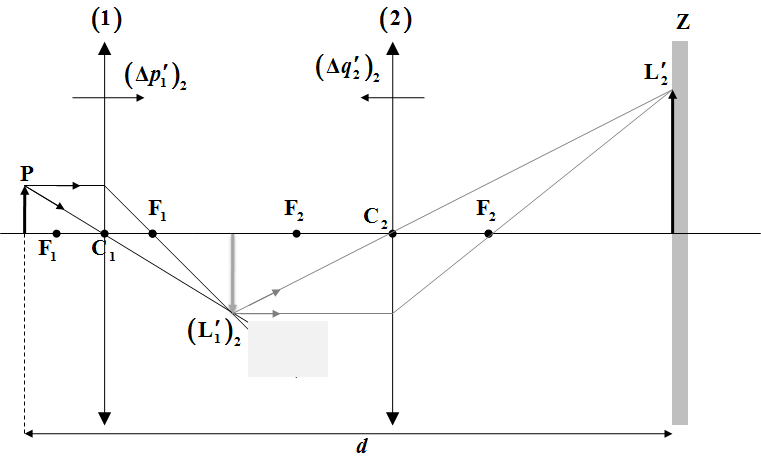 (1)
(2)
Z
(Δp′₁)₂
(Δq′₂)₂
L′₂
P
F₁
F₂
C₂
F₂
F₁
C₁
(L′₁)₂
d